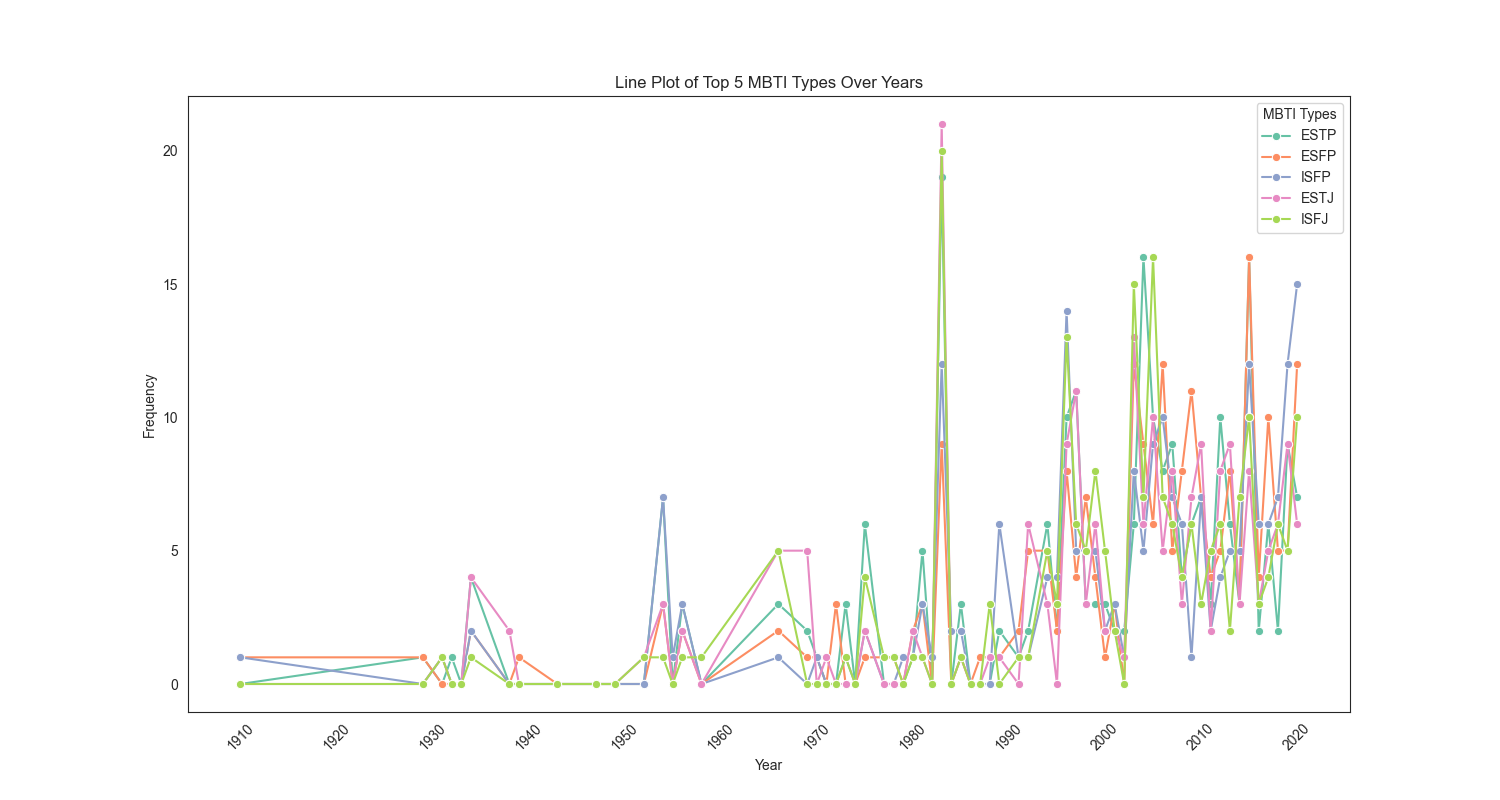 Line Plot of Top 5 MBTI Types Over Years
MBTI Types
ESTP
ESFP
ISFP
ESTJ
ISFJ
Frequency
20
15
10
5
0
1910
1920
1930
1940
1950
1960
1970
1980
1990
2000
2010
2020
Year